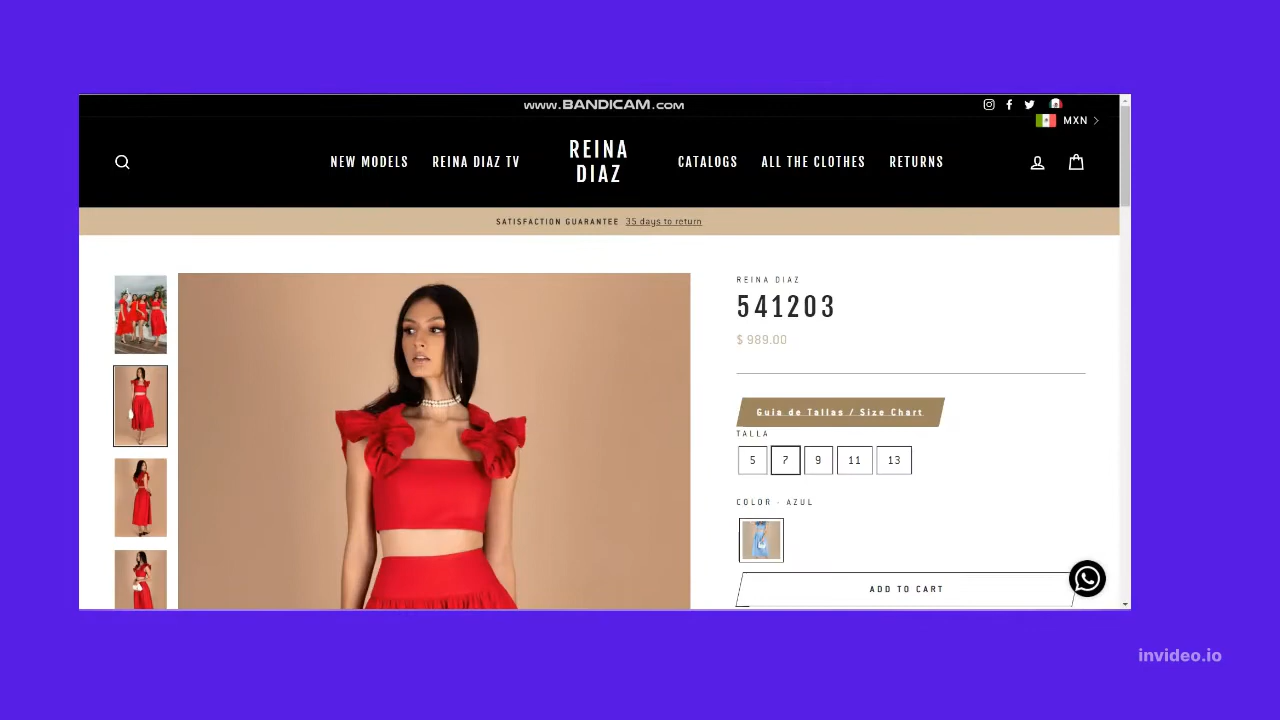 www.BANDICAM.com
MXN
NEW MODELS
REINA DIAZ TV
REINA
DIAZ
CATALOGS
ALL THE CLOTHES
RETURNS
SATISFACTION GUARANTEE 35 days to return
REINA DIAZ
541203
$ 989.00
Guia de Tallas / Size Chart
TALLA
5 7 9 11 13
COLOR - AZUL
ADD TO CART
invideo.io